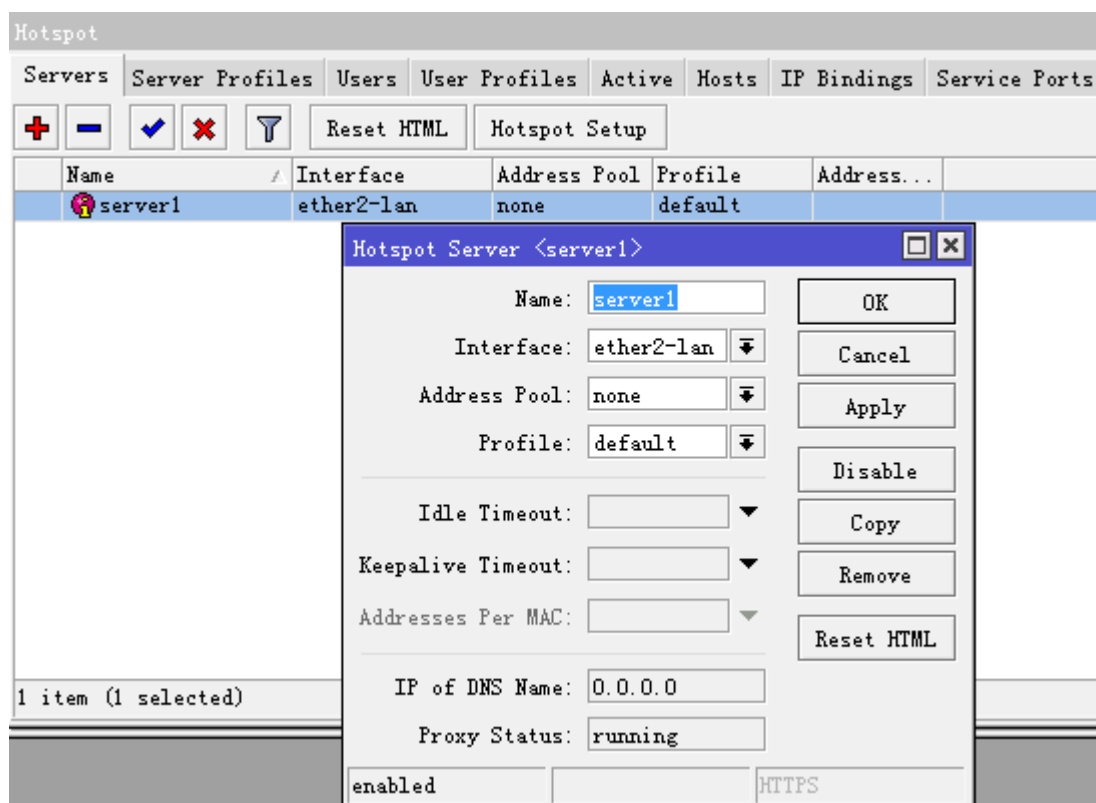 Hotspot
Servers Server Profiles Users User Profiles Active Hosts IP Bindings Service Ports
Reset HTML Hotspot Setup
Name Interface Address Pool Profile Address...
server1 ether2-lan none default
Hotspot Server <server1>
Name: server1 OK
Interface: ether2-lan Cancel
Address Pool: none Apply
Profile: default
Disable
Idle Timeout: Copy
Keepalive Timeout: Remove
Addresses Per MAC: Reset HTML
1 item (1 selected)
IP of DNS Name: 0.0.0.0
Proxy Status: running
enabled HTTPS